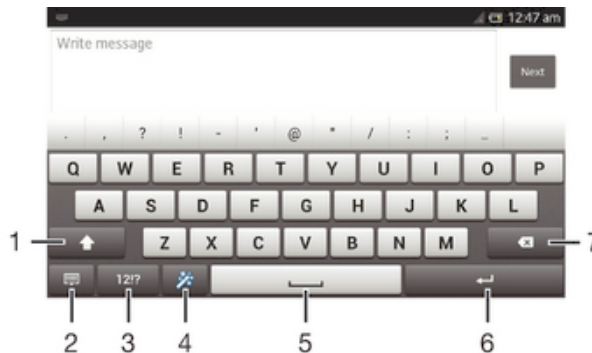 12:47 am
Write message
Next
. , ? ! - ' @ " / : ; _
Q W E R T Y U I O P
A S D F G H J K L
1 Z X C V B N M 7
12!?
2 3 4 5 6